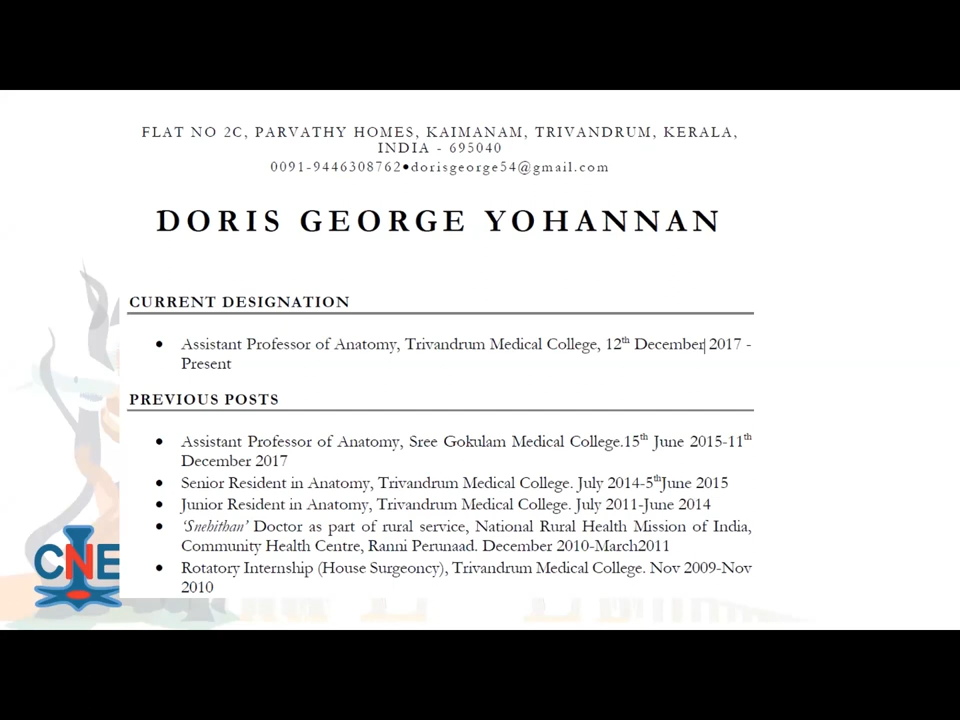 FLAT NO 2C, PARVATHY HOMES, KAIMANAM, TRIVANDRUM, KERALA,
INDIA - 695040
0091-9446308762•dorisgeorge54@gmail.com
DORIS GEORGE YOHANNAN
CURRENT DESIGNATION
• Assistant Professor of Anatomy, Trivandrum Medical College, 12th December 2017 -
Present
PREVIOUS POSTS
• Assistant Professor of Anatomy, Sree Gokulam Medical College.15th June 2015-11th
December 2017
• Senior Resident in Anatomy, Trivandrum Medical College. July 2014-5thJune 2015
• Junior Resident in Anatomy, Trivandrum Medical College. July 2011-June 2014
• ‘Snehithan’ Doctor as part of rural service, National Rural Health Mission of India,
Community Health Centre, Ranni Perunaad. December 2010-March2011
• Rotatory Internship (House Surgeoncy), Trivandrum Medical College. Nov 2009-Nov
2010
CNE